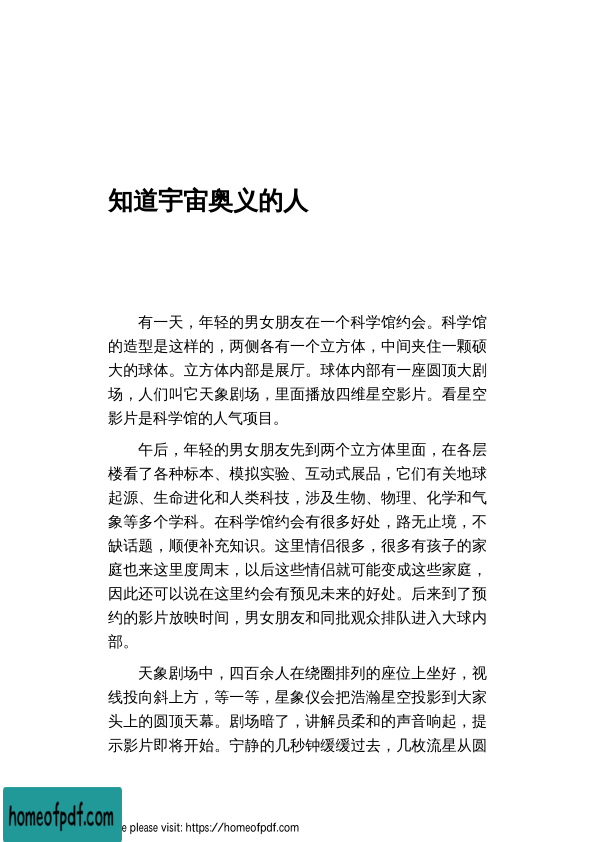 知道宇宙奥义的人
有一天，年轻的男女朋友在一个科学馆约会。科学馆
的造型是这样的，两侧各有一个立方体，中间夹住一颗硕
大的球体。立方体内部是展厅。球体内部有一座圆顶大剧
场，人们叫它天象剧场，里面播放四维星空影片。看星空
影片是科学馆的人气项目。
午后，年轻的男女朋友先到两个立方体里面，在各层
楼看了各种标本、模拟实验、互动式展品，它们有关地球
起源、生命进化和人类科技，涉及生物、物理、化学和气
象等多个学科。在科学馆约会有很多好处，路无止境，不
缺话题，顺便补充知识。这里情侣很多，很多有孩子的家
庭也来这里度周末，以后这些情侣就可能变成这些家庭，
因此还可以说在这里约会有预见未来的好处。后来到了预
约的影片放映时间，男女朋友和同批观众排队进入大球内
部。
天象剧场中，四百余人在绕圈排列的座位上坐好，视
线投向斜上方，等一等，星象仪会把浩瀚星空投影到大家
头上的圆顶天幕。剧场暗了，讲解员柔和的声音响起，提
示影片即将开始。宁静的几秒钟缓缓过去，几枚流星从圆
homeofpdf.com
please visit: https://homeofpdf.com